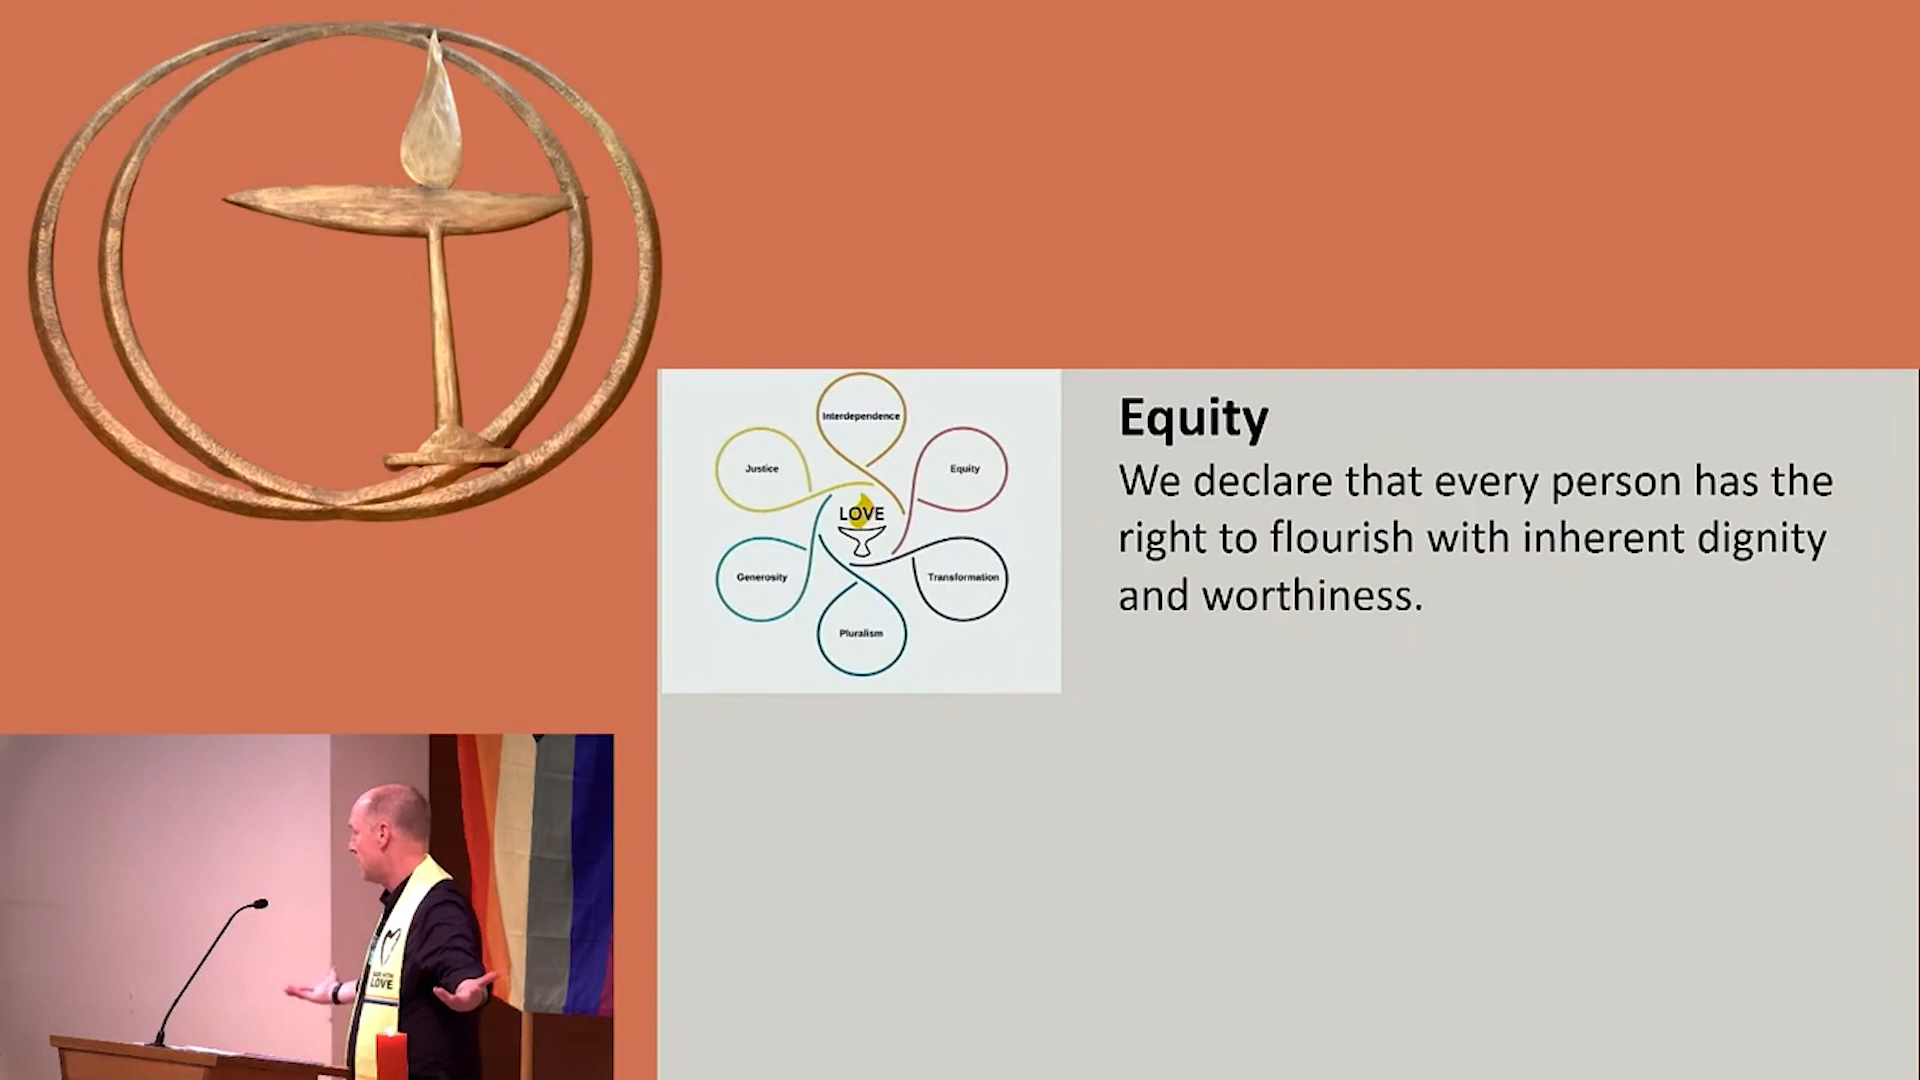 Interdependence
Justice
Equity
LOVE
Generosity
Transformation
Pluralism
Equity
We declare that every person has the
right to flourish with inherent dignity
and worthiness.
LOVE